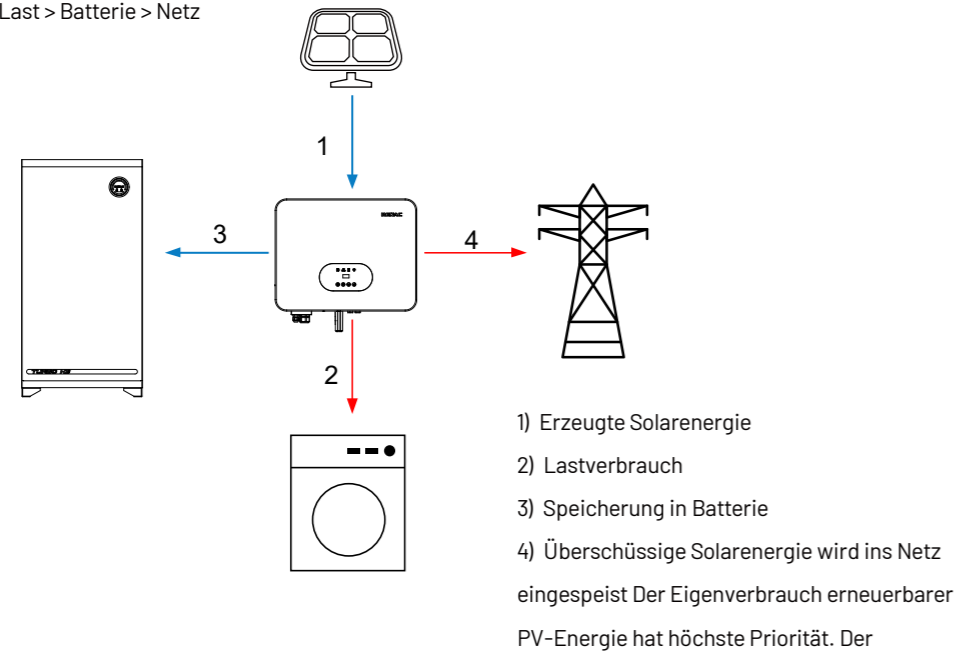 Last > Batterie > Netz
1
3
4
2
1) Erzeugte Solarenergie
2) Lastverbrauch
3) Speicherung in Batterie
4) Überschüssige Solarenergie wird ins Netz
eingespeist Der Eigenverbrauch erneuerbarer
PV-Energie hat höchste Priorität. Der